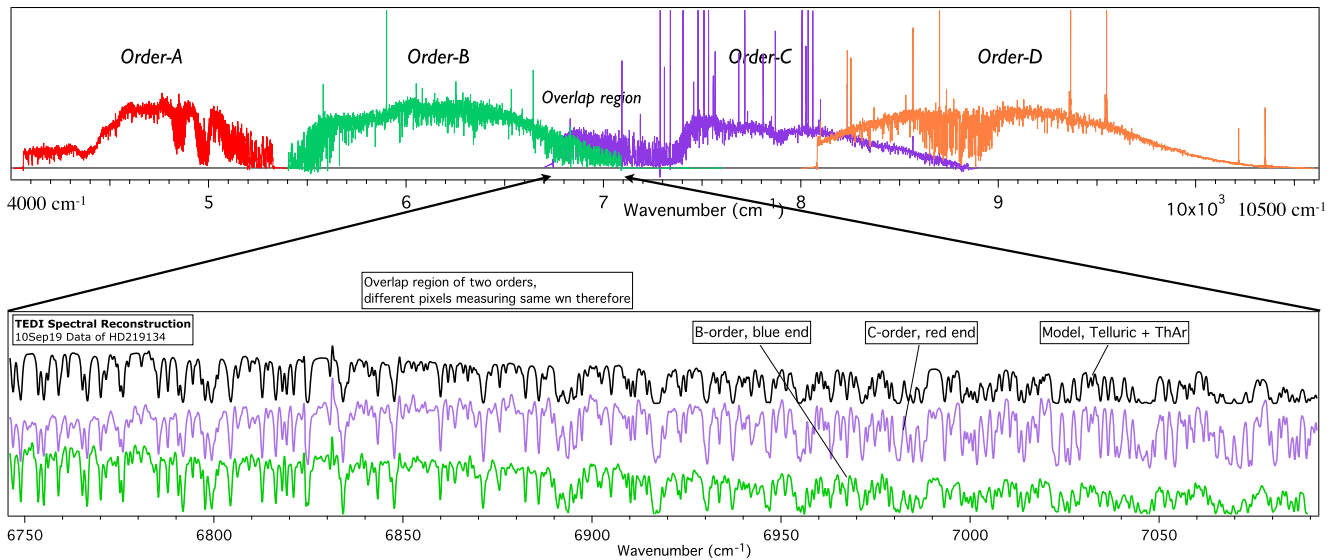 Order-A
Order-B
Order-C
Order-D
Overlap region
4000 cm-1
5
6
7
8
9
10x10³
10500 cm-1
Wavenumber (cm-1)
Overlap region of two orders,
different pixels measuring same wn therefore
TEDI Spectral Reconstruction
10Sep19 Data of HD219134
B-order, blue end
C-order, red end
Model, Telluric + ThAr
6750
6800
6850
6900
6950
7000
7050
Wavenumber (cm-1)